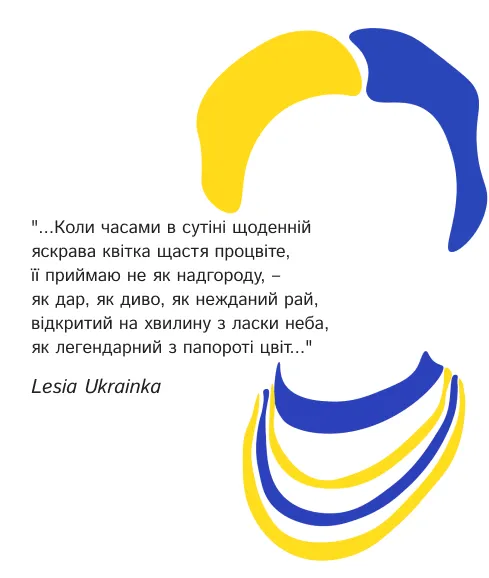 "...Коли часами в сутіні щоденній
яскрава квітка щастя процвіте,
її приймаю не як надгороду, –
як дар, як диво, як нежданий рай,
відкритий на хвилину з ласки неба,
як легендарний з папороті цвіт..."
Lesia Ukrainka